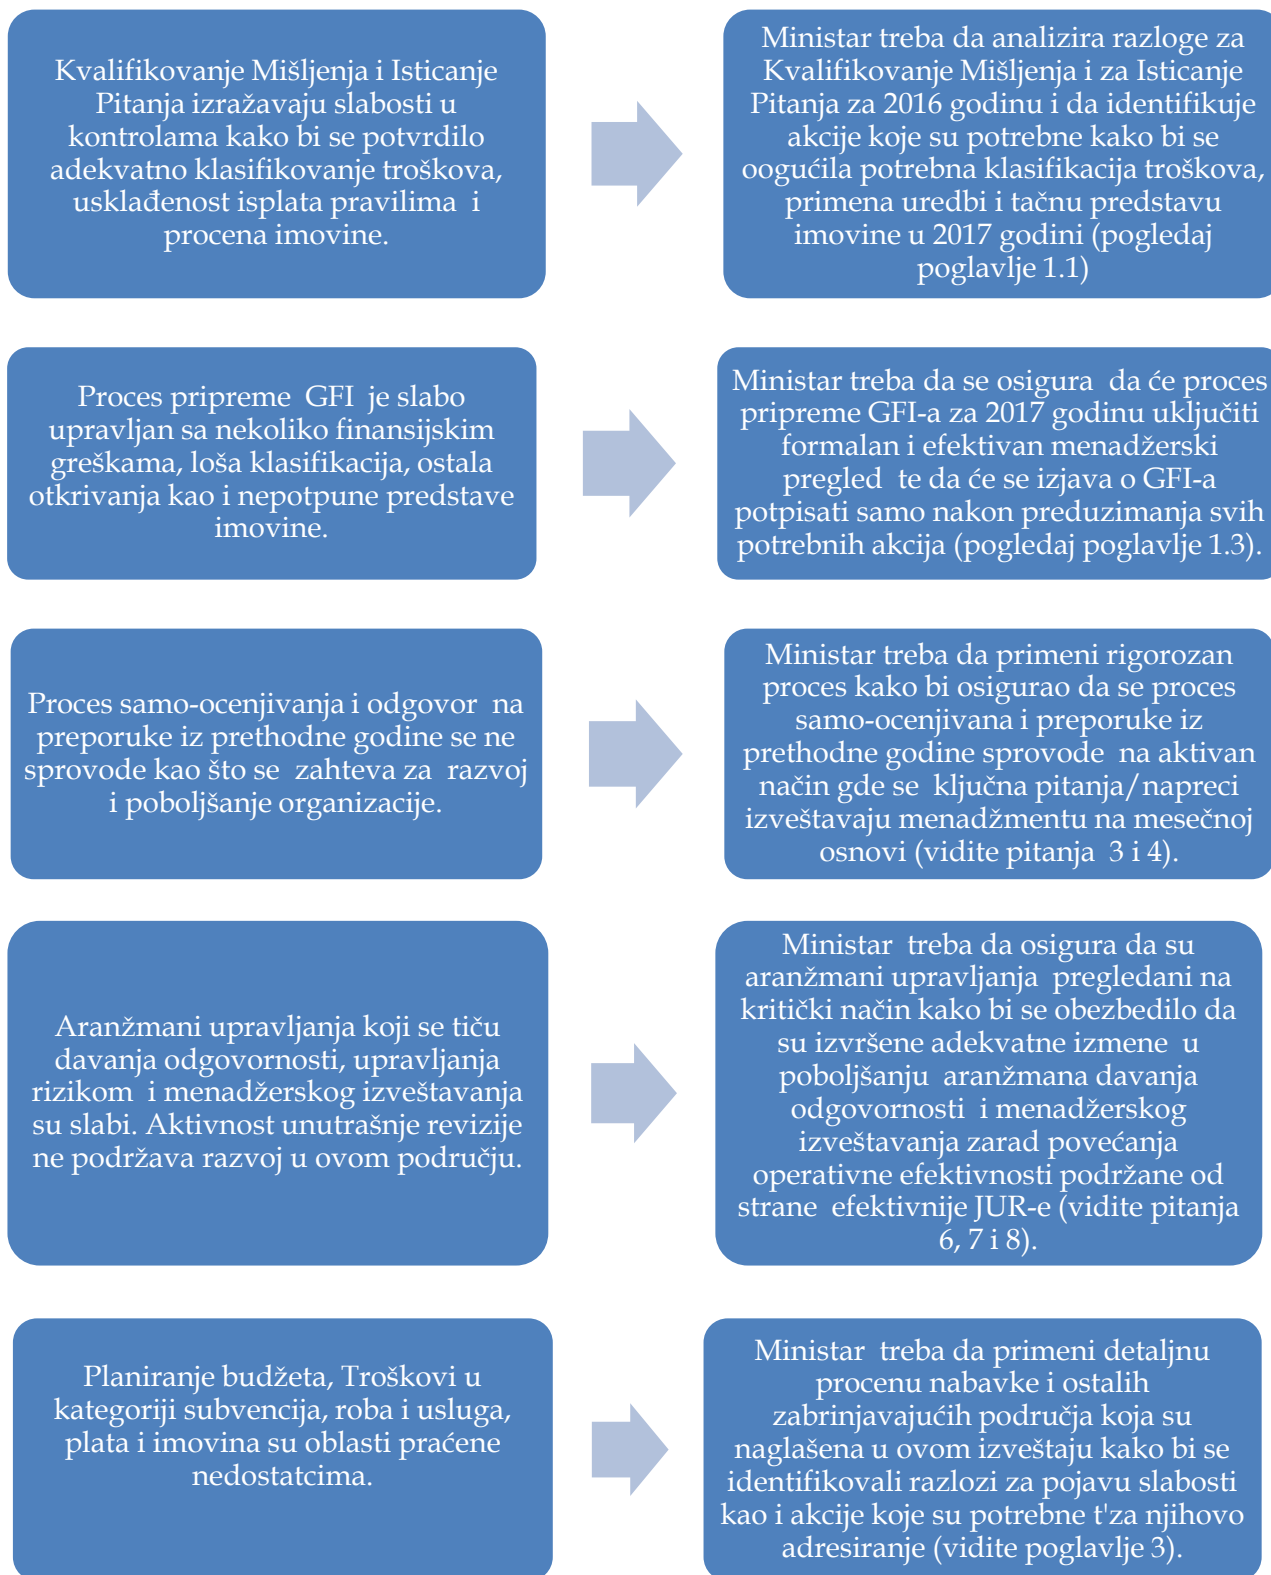 Kvalifikovanje Mišljenja i Isticanje
Pitanja izražavaju slabosti u
kontrolama kako bi se potvrdilo
adekvatno klasifikovanje troškova,
usklađenost isplata pravilima i
procena imovine.
Ministar treba da analizira razloge za
Kvalifikovanje Mišljenja i za Isticanje
Pitanja za 2016 godinu i da identifikuje
akcije koje su potrebne kako bi se
oogućila potrebna klasifikacija troškova,
primena uredbi i tačnu predstavu
imovine u 2017 godini (pogledaj
poglavlje 1.1)
Proces pripreme GFI je slabo
upravljan sa nekoliko finansijskim
greškama, loša klasifikacija, ostala
otkrivanja kao i nepotpune predstave
imovine.
Ministar treba da se osigura da će proces
pripreme GFI-a za 2017 godinu uključiti
formalan i efektivan menadžerski
pregled te da će se izjava o GFI-a
potpisati samo nakon preduzimanja svih
potrebnih akcija (pogledaj poglavlje 1.3).
Proces samo-ocenjivanja i odgovor na
preporuke iz prethodne godine se ne
sprovode kao što se zahteva za razvoj
i poboljšanje organizacije.
Ministar treba da primeni rigorozan
proces kako bi osigurao da se proces
samo-ocenjivana i preporuke iz
prethodne godine sprovode na aktivan
način gde se ključna pitanja/napreci
izveštavaju menadžmentu na mesečnoj
osnovi (vidite pitanja 3 i 4).
Aranžmani upravljanja koji se tiču
davanja odgovornosti, upravljanja
rizikom i menadžerskog izveštavanja
su slabi. Aktivnost unutrašnje revizije
ne podržava razvoj u ovom području.
Ministar treba da osigura da su
aranžmani upravljanja pregledani na
kritički način kako bi se obezbedilo da
su izvršene adekvatne izmene u
poboljšanju aranžmana davanja
odgovornosti i menadžerskog
izveštavanja zarad povećanja
operativne efektivnosti podržane od
strane efektivnije JUR-e (vidite pitanja
6, 7 i 8).
Planiranje budžeta, Troškovi u
kategoriji subvencija, roba i usluga,
plata i imovina su oblasti praćene
nedostatcima.
Ministar treba da primeni detaljnu
procenu nabavke i ostalih
zabrinjavajućih područja koja su
naglašena u ovom izveštaju kako bi se
identifikovali razlozi za pojavu slabosti
kao i akcije koje su potrebne t'za njihovo
adresiranje (vidite poglavlje 3).